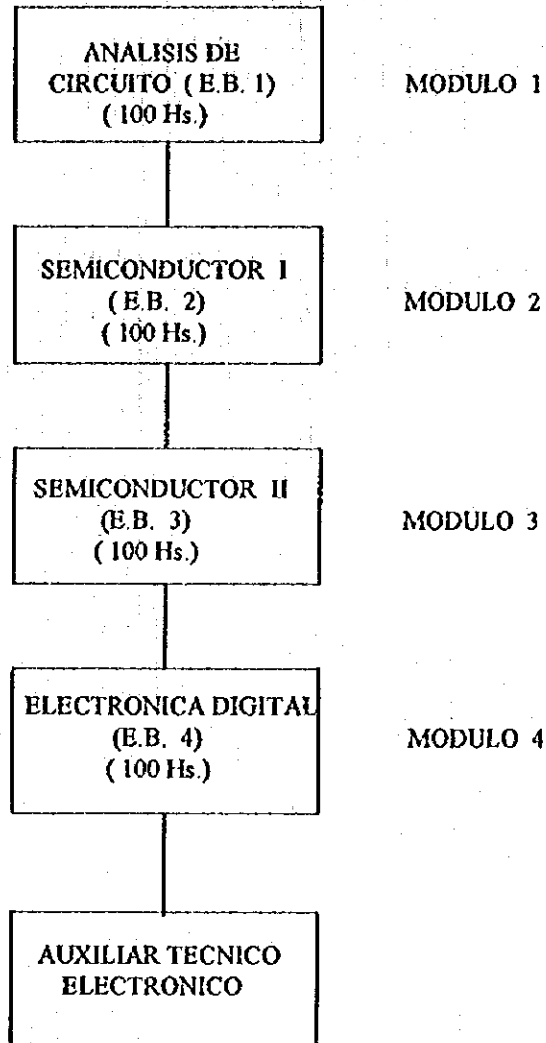 ANALISIS DE
CIRCUITO ( E.B. 1)
( 100 Hs.)
MODULO 1
SEMICONDUCTOR I
( E.B. 2)
( 100 Hs.)
MODULO 2
SEMICONDUCTOR II
(E.B. 3)
( 100 Hs.)
MODULO 3
ELECTRONICA DIGITAL
(E.B. 4)
( 100 Hs.)
MODULO 4
AUXILIAR TECNICO
ELECTRONICO